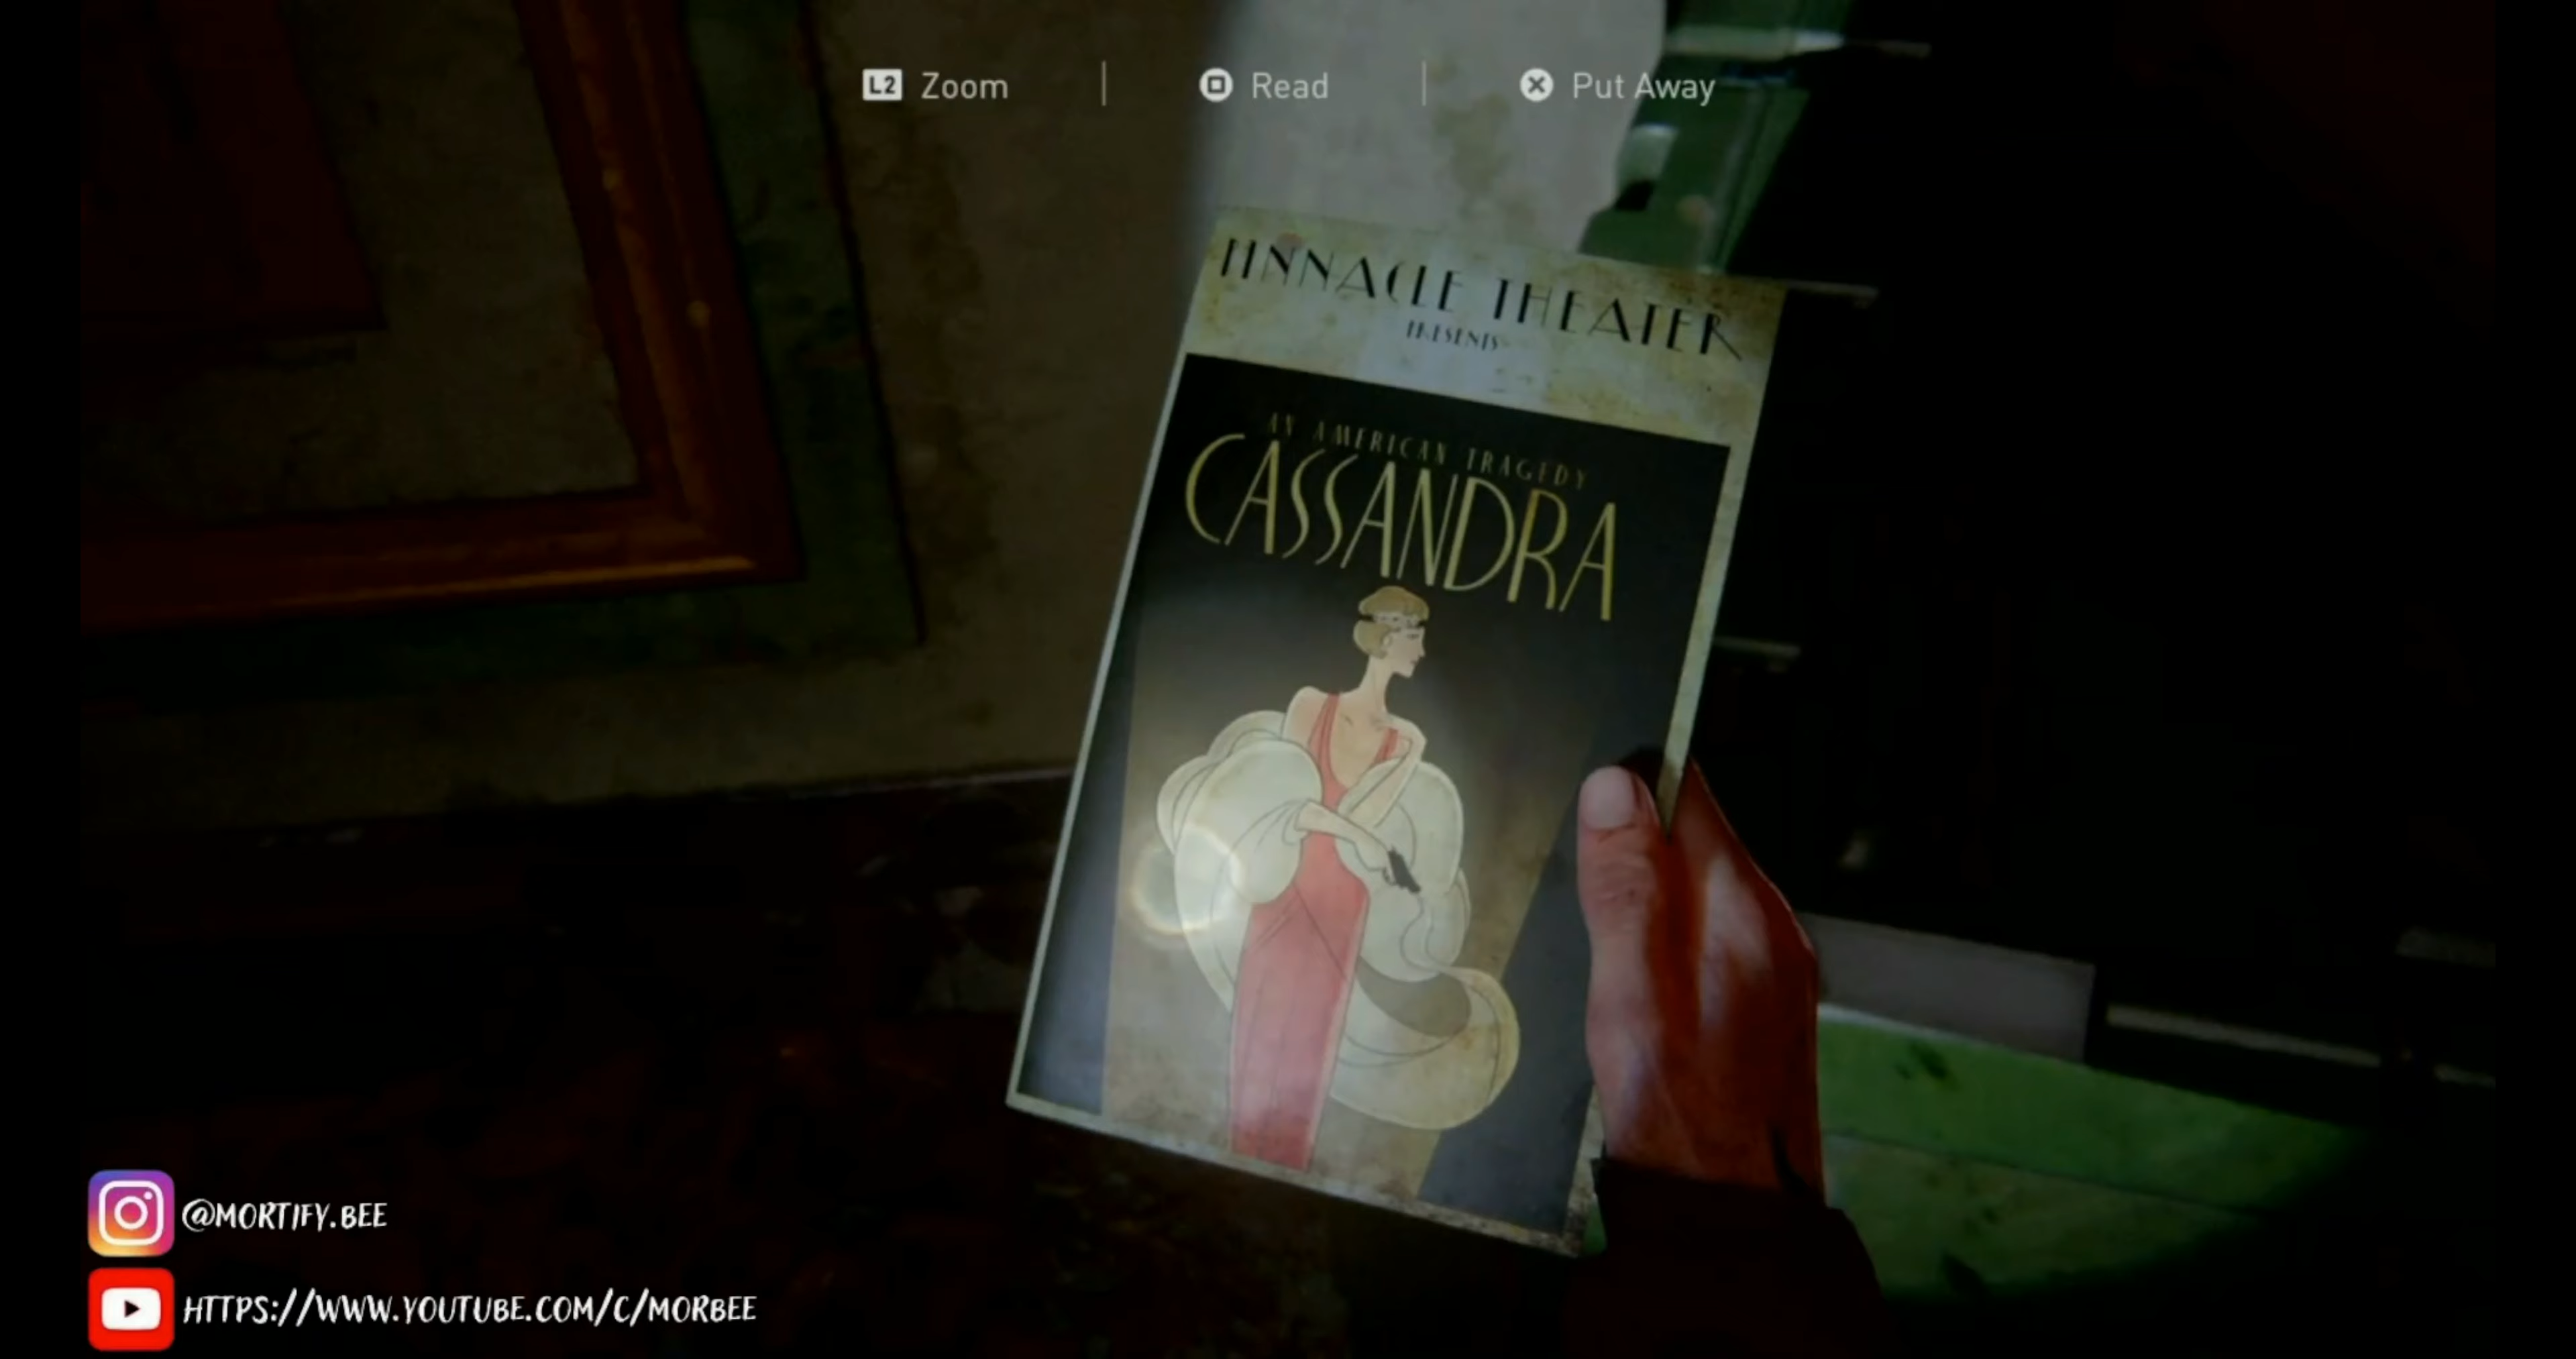 L2 Zoom | Read | Put Away
PINNACLE THEATER
PRESENTS
AN AMERICAN TRAGEDY
CASSANDRA
@MORTIFY.BEE
HTTPS://WWW.YOUTUBE.COM/C/MORBEE